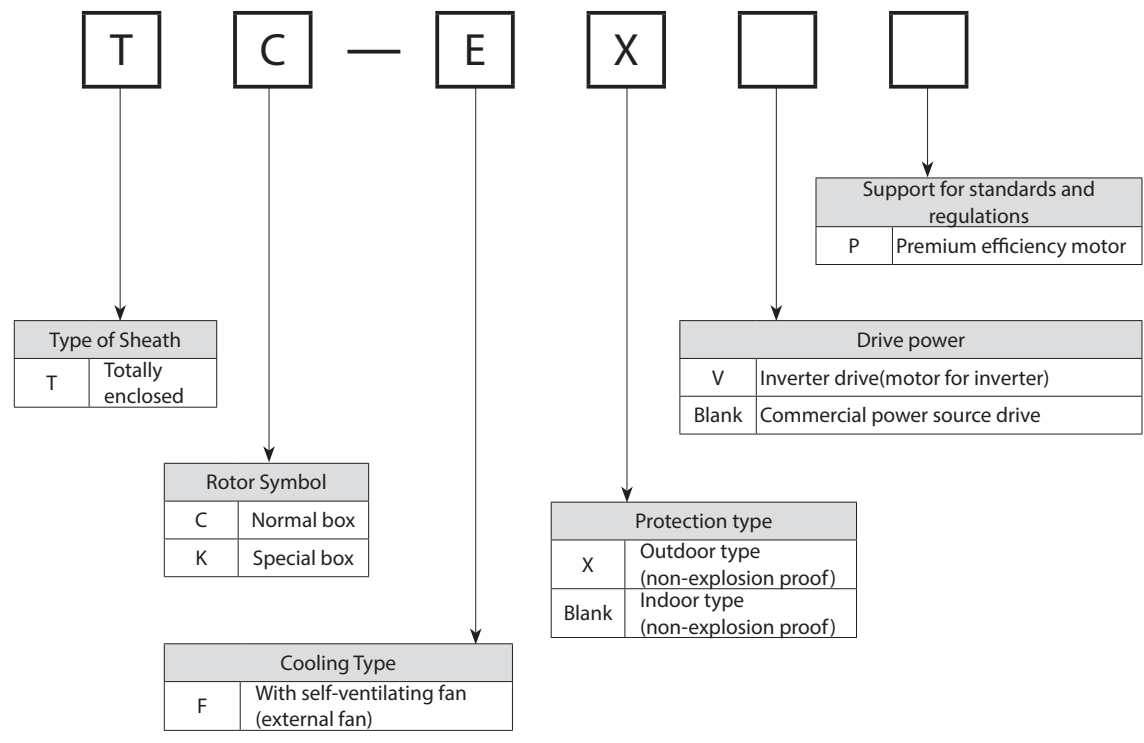 T C — E X
Support for standards and
regulations
P Premium efficiency motor
Type of Sheath
T Totally
enclosed
Drive power
V Inverter drive(motor for inverter)
Blank Commercial power source drive
Rotor Symbol
C Normal box
K Special box
Protection type
X Outdoor type
(non-explosion proof)
Blank Indoor type
(non-explosion proof)
Cooling Type
F With self-ventilating fan
(external fan)